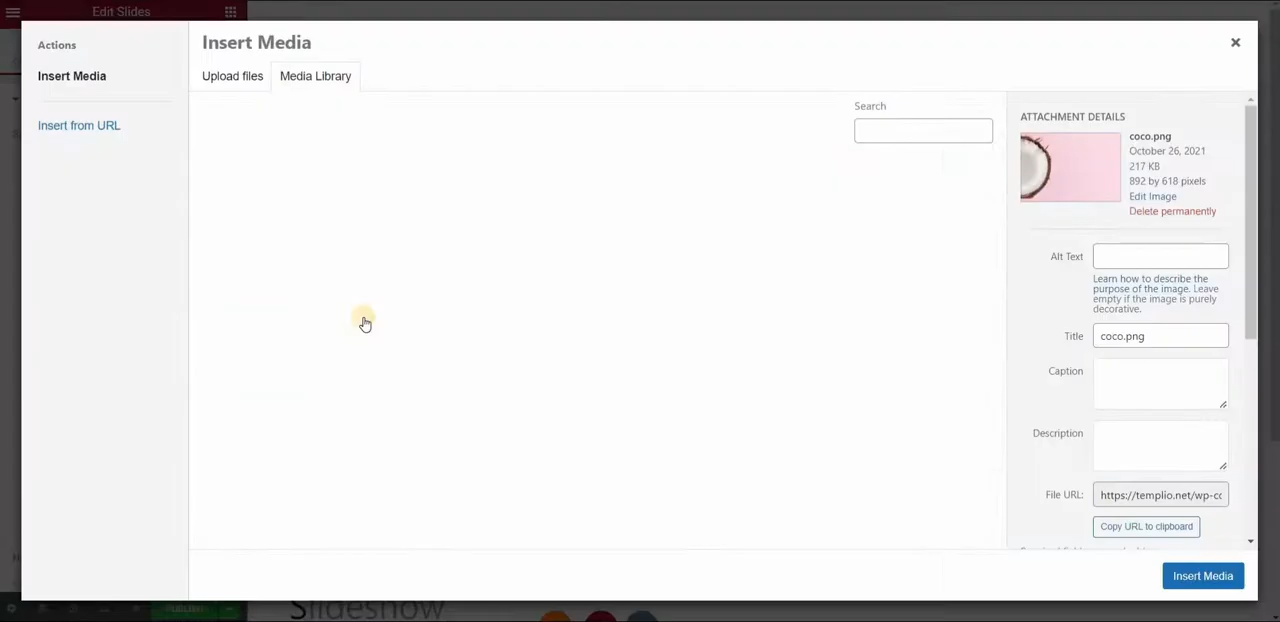 Edit Slides
Actions
Insert Media
Insert from URL
Insert Media
Upload files
Media Library
Search
ATTACHMENT DETAILS
coco.png
October 26, 2021
217 KB
892 by 618 pixels
Edit Image
Delete permanently
Alt Text
Learn how to describe the
purpose of the image. Leave
empty if the image is purely
decorative.
Title
coco.png
Caption
Description
File URL:
https://templio.net/wp-cc
Copy URL to clipboard
Insert Media
Publish
Slideshow